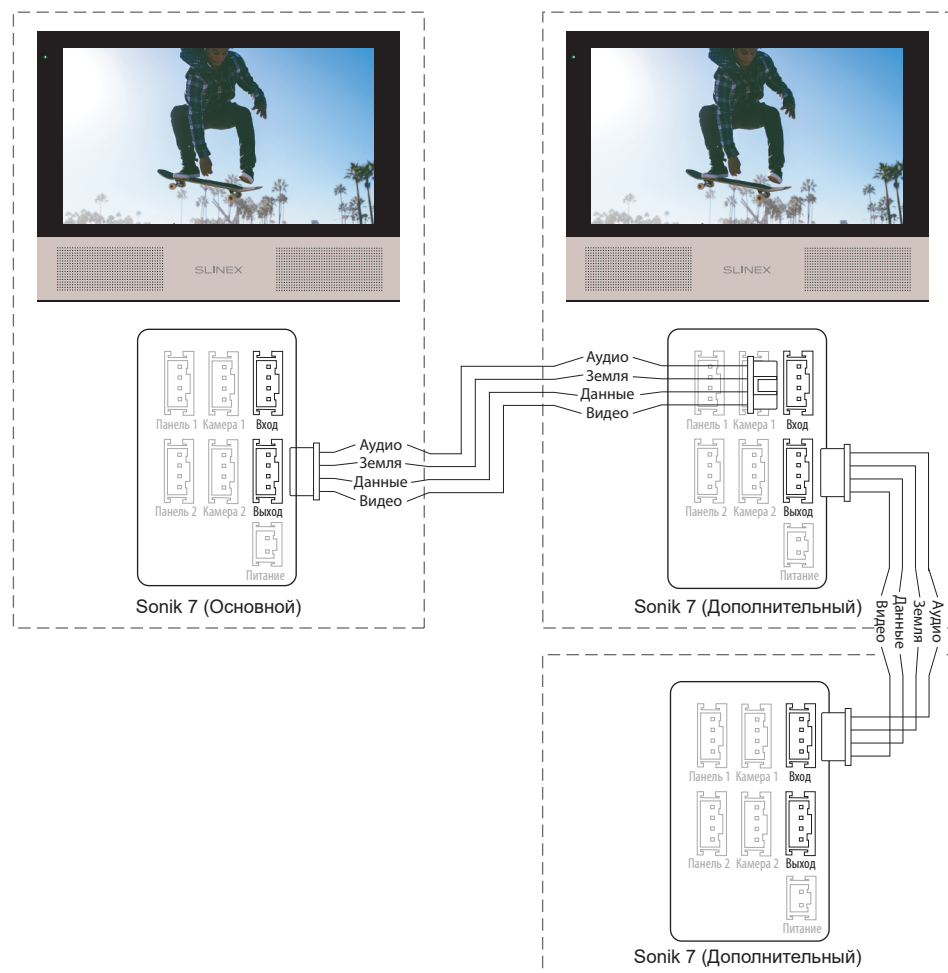 SLINEX
SLINEX
Панель 1 Камера 1 Вход
Панель 2 Камера 2 Выход
Питание
Sonik 7 (Основной)
Аудио
Земля
Данные
Видео
Аудио
Земля
Данные
Видео
Панель 1 Камера 1 Вход
Панель 2 Камера 2 Выход
Питание
Sonik 7 (Дополнительный)
Аудио
Земля
Данные
Видео
Панель 1 Камера 1 Вход
Панель 2 Камера 2 Выход
Питание
Sonik 7 (Дополнительный)